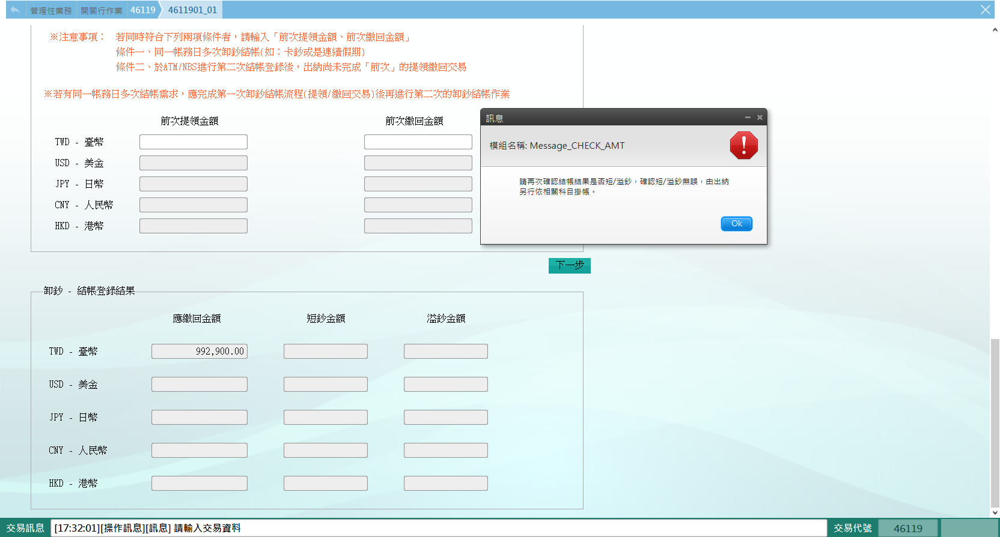 管理性業務 開關行作業 46119 4611901_01
※注意事項： 若同時符合下列兩項條件者，請輸入「前次提領金額、前次繳回金額」
條件一、同一帳務日多次卸鈔結帳(如：卡鈔或是連續假期)
條件二、於ATM/NBS進行第二次結帳登錄後，出納尚未完成「前次」的提領繳回交易
※若有同一帳務日多次結帳需求，應完成第一次卸鈔結帳流程(提領/繳回交易)後再進行第二次的卸鈔結帳作業
前次提領金額 前次繳回金額
TWD - 臺幣
USD - 美金
JPY - 日幣
CNY - 人民幣
HKD - 港幣
訊息
模組名稱: Message_CHECK_AMT
請再次確認結帳結果是否短/溢鈔，確認短/溢鈔無誤，由出納
另行依相關科目掛帳。
Ok
下一步
卸鈔 - 結帳登錄結果
應繳回金額 短鈔金額 溢鈔金額
TWD - 臺幣 992,900.00
USD - 美金
JPY - 日幣
CNY - 人民幣
HKD - 港幣
交易訊息 [17:32:01][操作訊息][訊息] 請輸入交易資料 交易代號 46119